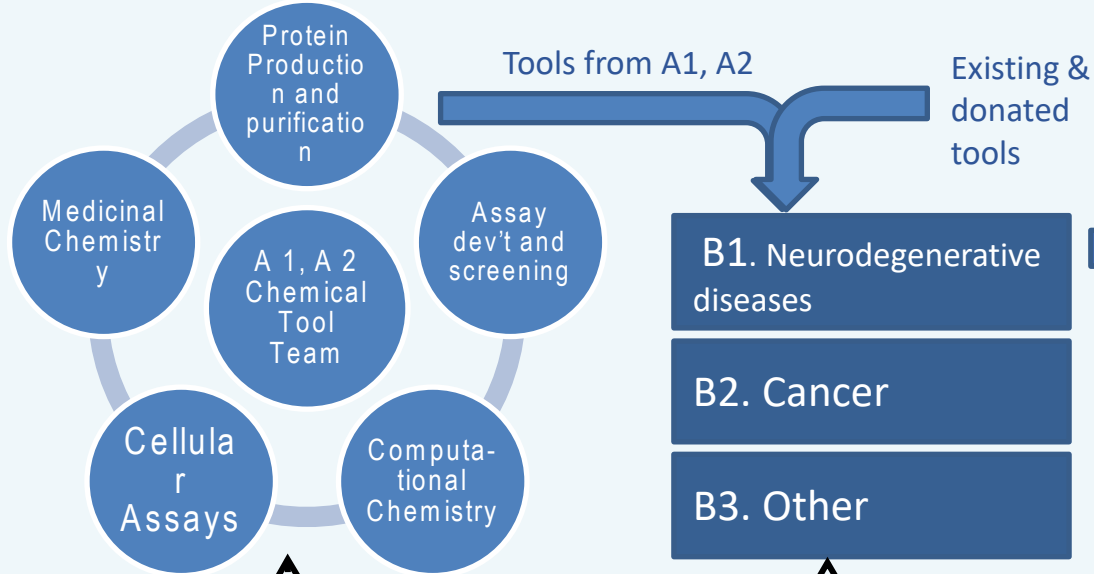 Protein
Productio
n and
purificatio
n
Tools from A1, A2
Existing &
donated
tools
Medicinal
Chemistr
y
Assay
dev't and
screening
A 1, A 2
Chemical
Tool
Team
Cellula
r
Assays
Computa-
tional
Chemistry
B1. Neurodegenerative
diseases
B2. Cancer
B3. Other